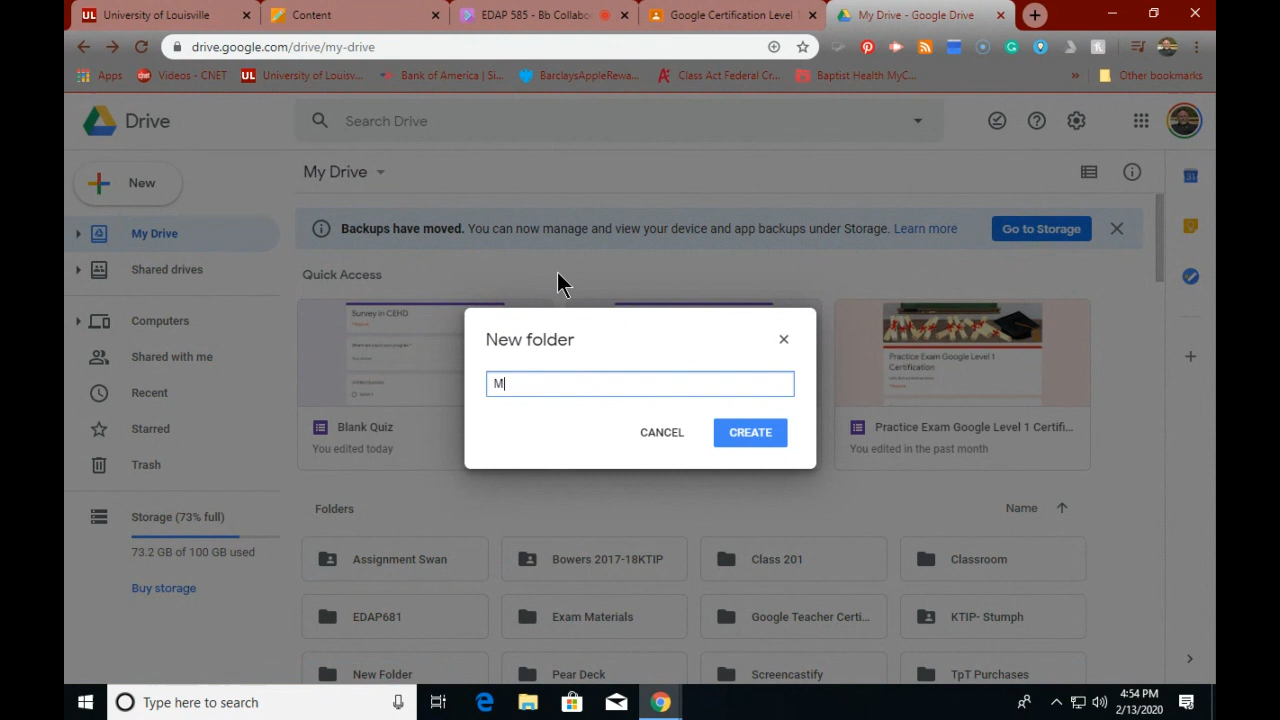 University of Louisville
Content
EDAP 585 - Bb Collabo
Google Certification Level
My Drive - Google Drive
drive.google.com/drive/my-drive
Apps
Videos - CNET
University of Louisv...
Bank of America | Si...
BarclaysAppleRewa...
Class Act Federal Cr...
Baptist Health MyC...
»
Other bookmarks
Drive
Search Drive
New
My Drive
My Drive
Shared drives
Computers
Shared with me
Recent
Starred
Trash
Storage (73% full)
73.2 GB of 100 GB used
Buy storage
Backups have moved. You can now manage and view your device and app backups under Storage. Learn more
Go to Storage
Quick Access
Survey in CEHD
Blank Quiz
You edited today
Practice Exam Google Level 1
Certification
Practice Exam Google Level 1 Certifi...
You edited in the past month
New folder
M
CANCEL
CREATE
Folders
Name
Assignment Swan
Bowers 2017-18KTIP
Class 201
Classroom
EDAP681
Exam Materials
Google Teacher Certi...
KTIP- Stumph
New Folder
Pear Deck
Screencastify
TpT Purchases
Type here to search
4:54 PM
2/13/2020